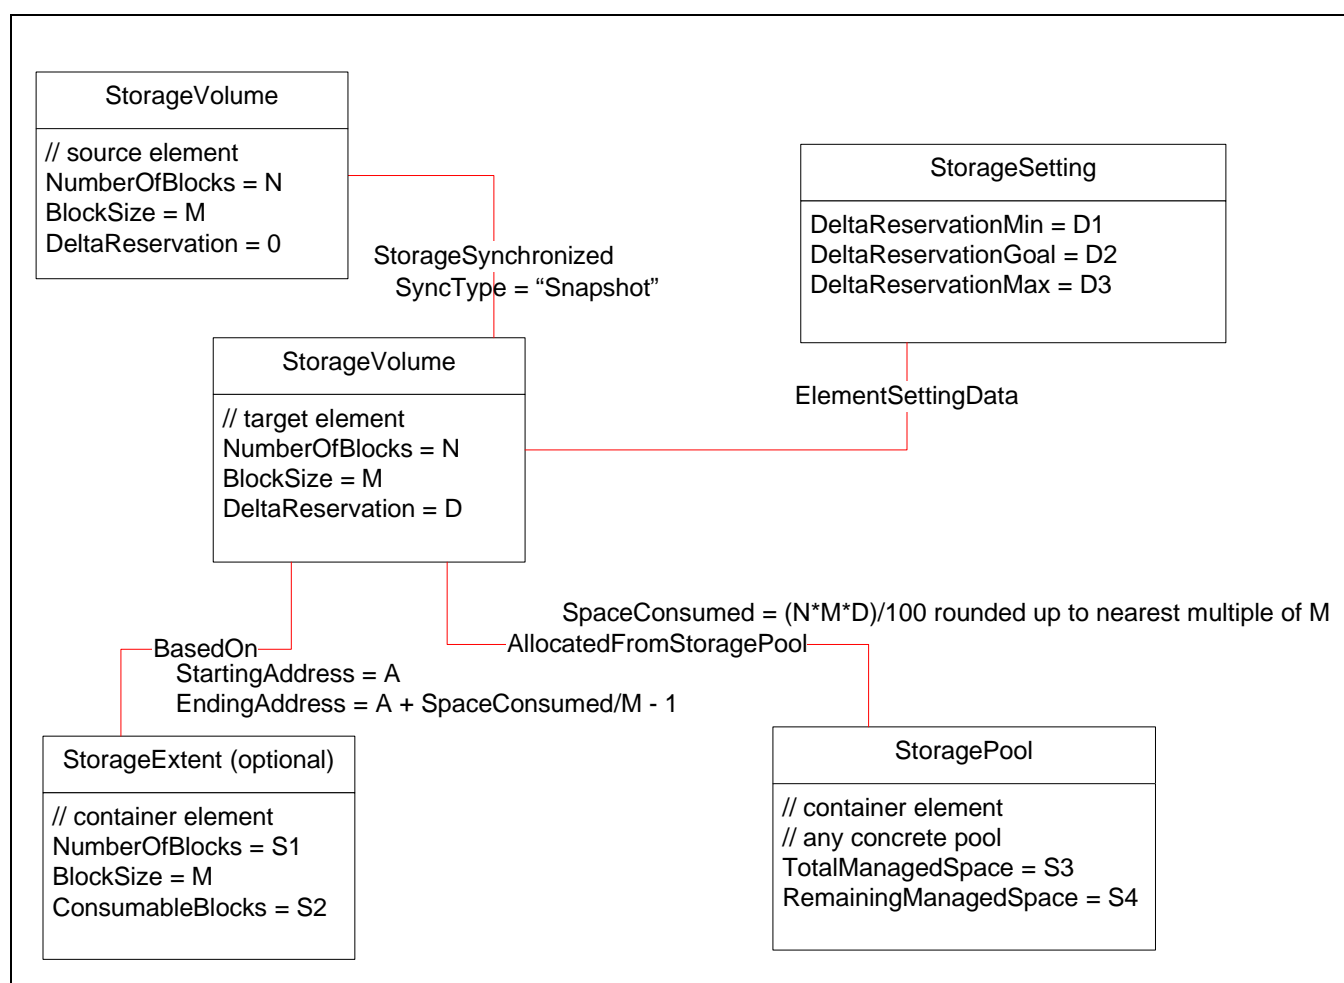 StorageVolume
// source element
NumberOfBlocks = N
BlockSize = M
DeltaReservation = 0
StorageSynchronized
SyncType = “Snapshot”
StorageSetting
DeltaReservationMin = D1
DeltaReservationGoal = D2
DeltaReservationMax = D3
StorageVolume
// target element
NumberOfBlocks = N
BlockSize = M
DeltaReservation = D
ElementSettingData
SpaceConsumed = (N*M*D)/100 rounded up to nearest multiple of M
AllocatedFromStoragePool
BasedOn
StartingAddress = A
EndingAddress = A + SpaceConsumed/M - 1
StorageExtent (optional)
// container element
NumberOfBlocks = S1
BlockSize = M
ConsumableBlocks = S2
StoragePool
// container element
// any concrete pool
TotalManagedSpace = S3
RemainingManagedSpace = S4